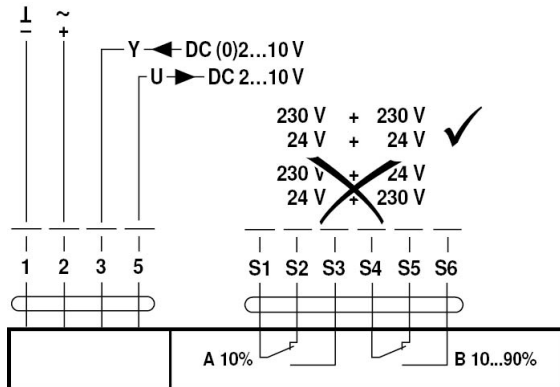 ⊥ ~
– +
Y DC (0)2...10 V
U DC 2...10 V
230 V + 230 V
24 V + 24 V
230 V + 24 V
24 V + 230 V
1 2 3 5 S1 S2 S3 S4 S5 S6
A 10% B 10...90%